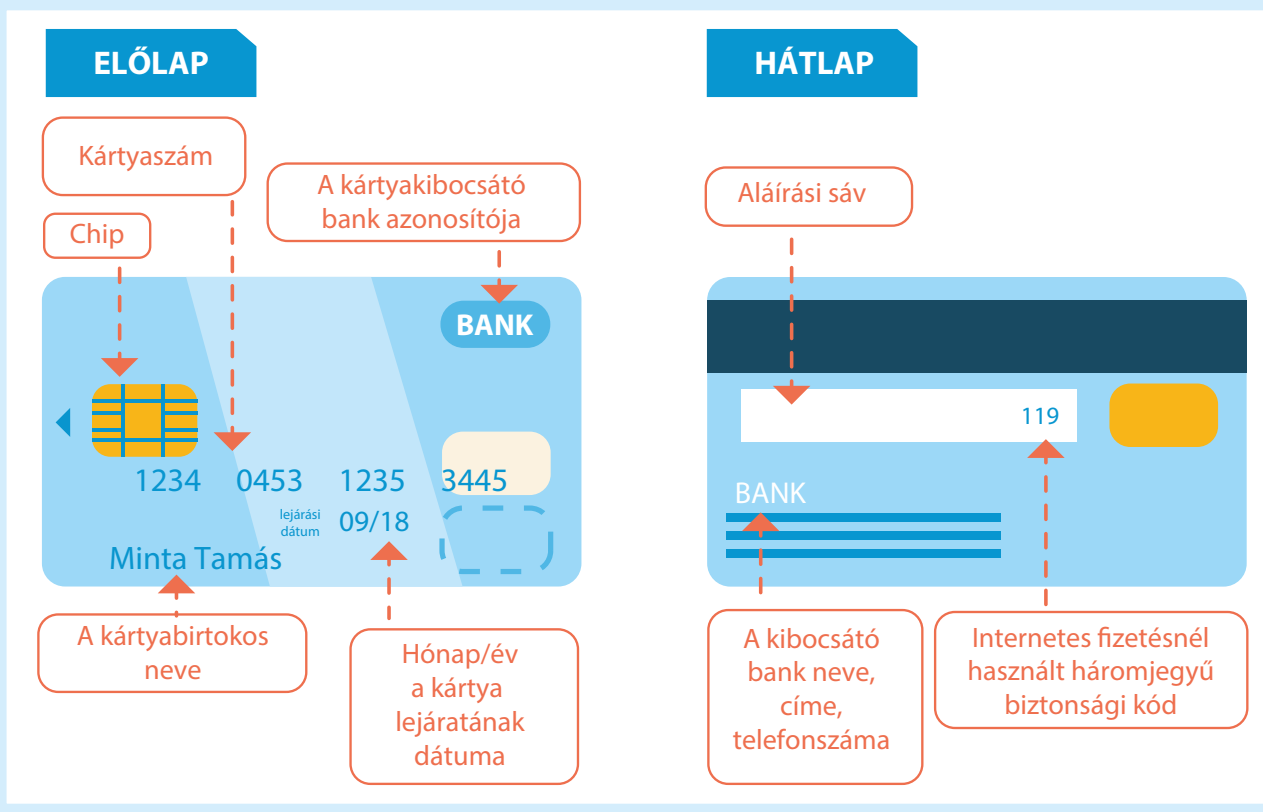 ELŐLAP
Kártyaszám
A kártyakibocsátó
bank azonosítója
Chip
BANK
1234 0453 1235 3445
lejárási
dátum
09/18
Minta Tamás
A kártyabirtokos
neve
Hónap/év
a kártya
lejáratának
dátuma
HÁTLAP
Aláírási sáv
119
BANK
A kibocsátó
bank neve,
címe,
telefonszáma
Internetes fizetésnél
használt háromjegyű
biztonsági kód